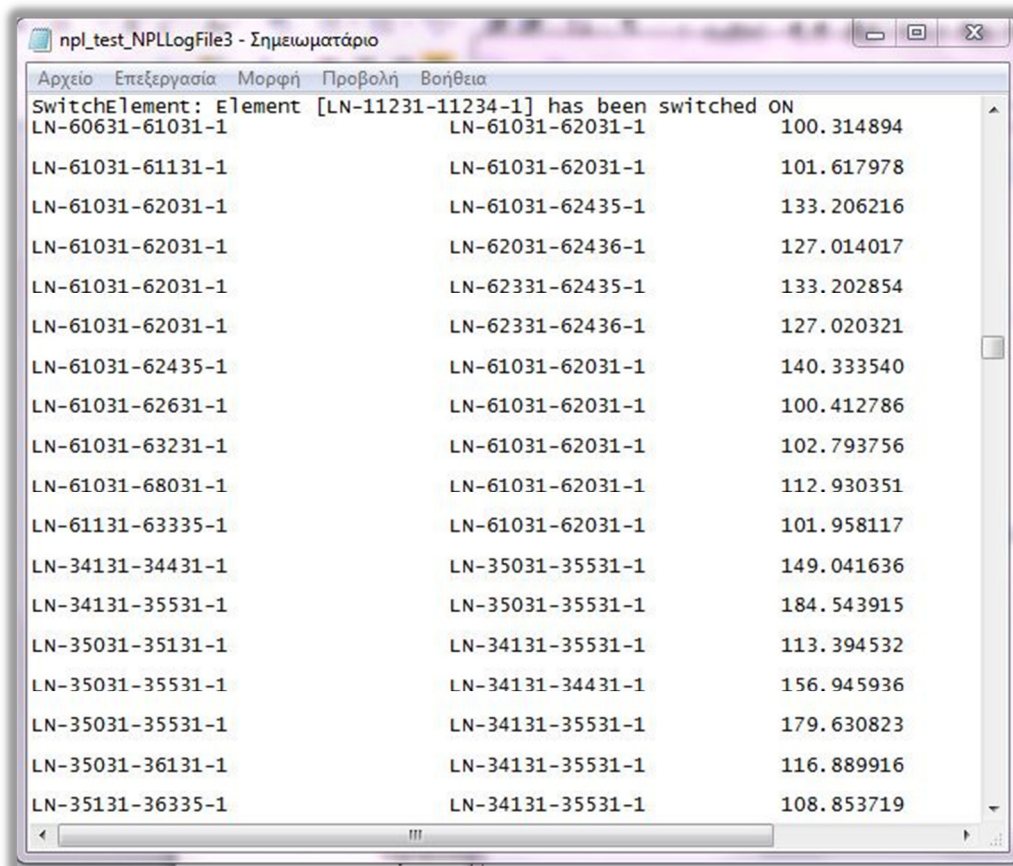 npl_test_NPLLogFile3 - Σημειωματάριο
Αρχείο Επεξεργασία Μορφή Προβολή Βοήθεια
SwitchElement: Element [LN-11231-11234-1] has been switched ON
LN-60631-61031-1 LN-61031-62031-1 100.314894
LN-61031-61131-1 LN-61031-62031-1 101.617978
LN-61031-62031-1 LN-61031-62435-1 133.206216
LN-61031-62031-1 LN-62031-62436-1 127.014017
LN-61031-62031-1 LN-62331-62435-1 133.202854
LN-61031-62031-1 LN-62331-62436-1 127.020321
LN-61031-62435-1 LN-61031-62031-1 140.333540
LN-61031-62631-1 LN-61031-62031-1 100.412786
LN-61031-63231-1 LN-61031-62031-1 102.793756
LN-61031-68031-1 LN-61031-62031-1 112.930351
LN-61131-63335-1 LN-61031-62031-1 101.958117
LN-34131-34431-1 LN-35031-35531-1 149.041636
LN-34131-35531-1 LN-35031-35531-1 184.543915
LN-35031-35131-1 LN-34131-35531-1 113.394532
LN-35031-35531-1 LN-34131-34431-1 156.945936
LN-35031-35531-1 LN-34131-35531-1 179.630823
LN-35031-36131-1 LN-34131-35531-1 116.889916
LN-35131-36335-1 LN-34131-35531-1 108.853719